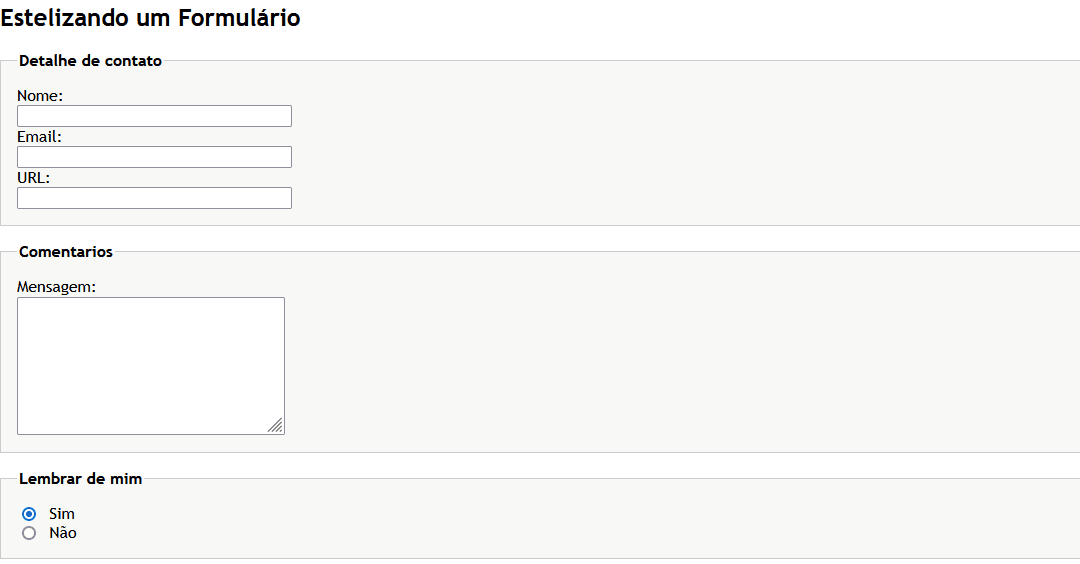 Estelizando um Formulário
Detalhe de contato
Nome:
Email:
URL:
Comentarios
Mensagem:
Lembrar de mim
Sim
Não